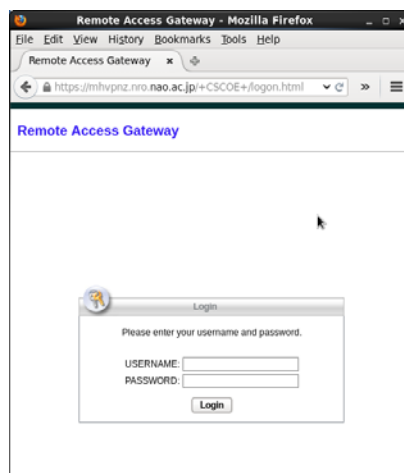 Remote Access Gateway - Mozilla Firefox
File Edit View History Bookmarks Tools Help
Remote Access Gateway
https://mhvpnz.nro.nao.ac.jp/+CSCOE+/logon.html
Remote Access Gateway
Login
Please enter your username and password.
USERNAME:
PASSWORD:
Login